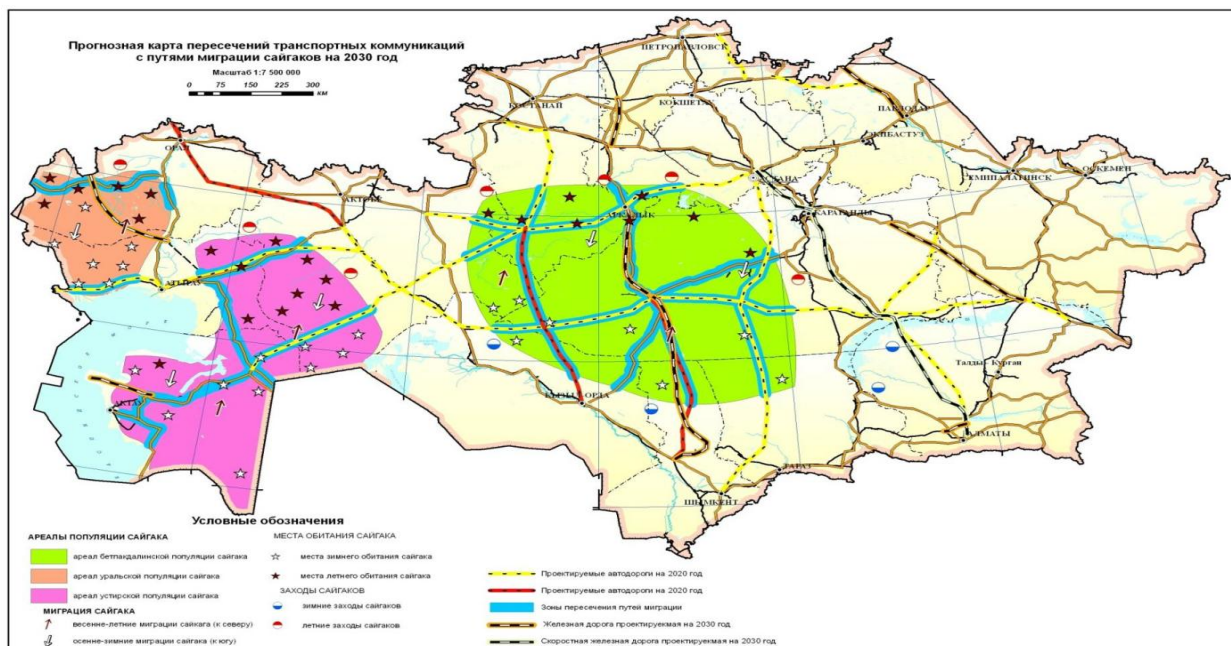 Прогнозная карта пересечений транспортных коммуникаций
с путями миграции сайгаков на 2030 год
Масштаб 1:7 500 000
0 75 150 225 300
км
ПЕТРОПАВЛОВСК
КОСТАНАЙ
КОКШЕТАУ
ПАВЛОДАР
ЭКИБАСТУЗ
ОРАЛ
АСТАНА
СЕМИПАЛАТИНСК
ОСКЕМЕН
АКТОБЕ
АРКАЛЫК
КАРАГАНДЫ
АТЫРАУ
Талды-Курган
АКТАУ
КЫЗЫЛОРДА
АЛМАТЫ
ТАРАЗ
ШЫМКЕНТ
Условные обозначения
АРЕАЛЫ ПОПУЛЯЦИИ САЙГАКА
ареал бетпакдалинской популяции сайгака
ареал уральской популяции сайгака
ареал устирской популяции сайгака
МИГРАЦИЯ САЙГАКА
весенне-летние миграции сайкага (к северу)
осенне-зимние миграции сайгака (к югу)
МЕСТА ОБИТАНИЯ САЙГАКА
места зимнего обитания сайгака
места летнего обитания сайгака
ЗАХОДЫ САЙГАКОВ
зимние заходы сайгаков
летние заходы сайгаков
Проектируемые автодороги на 2020 год
Проектируемые автодороги на 2020 год
Зоны пересечения путей миграции
Железная дорога проектируекмая на 2030 год
Скоростная железная дорога проектируекмая на 2030 год